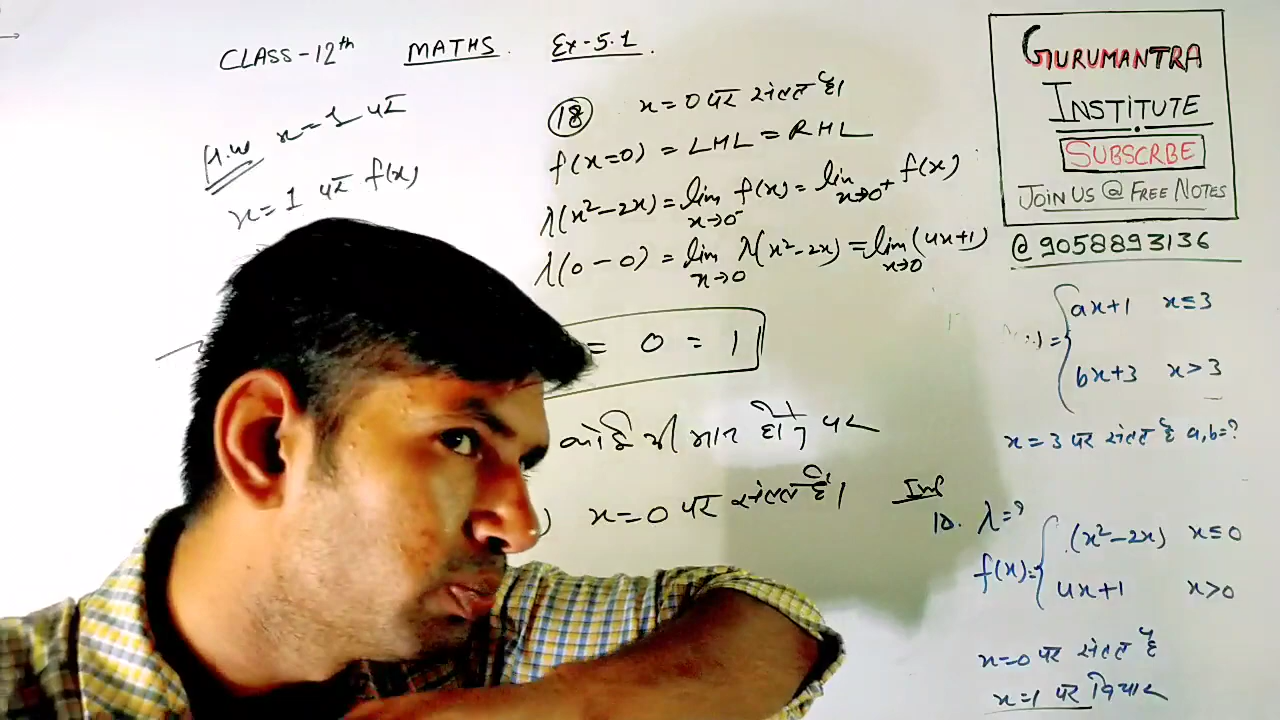 CLASS-12th MATHS. Ex-5.1.
H.W x=1 पर
x=1 पर f(x)
18 x=0 पर संतत है।
f(x=0) = LHL = RHL
λ(x²-2x) = lim x→0⁻ f(x) = lim x→0⁺ f(x)
λ(0-0) = lim x→0 λ(x²-2x) = lim x→0 (4x+1)
= 0 = 1
x=0 पर संतत है।
GURUMANTRA
INSTITUTE
SUBSCRBE
JOIN US @ FREE NOTES
@ 9058893136
ax+1 x≤3
bx+3 x>3
x=3 पर संतत है a,b=?
Imp
18. λ=?
f(x)= (x²-2x) x≤0
4x+1 x>0
x=0 पर संतत है
x=1 पर विचार